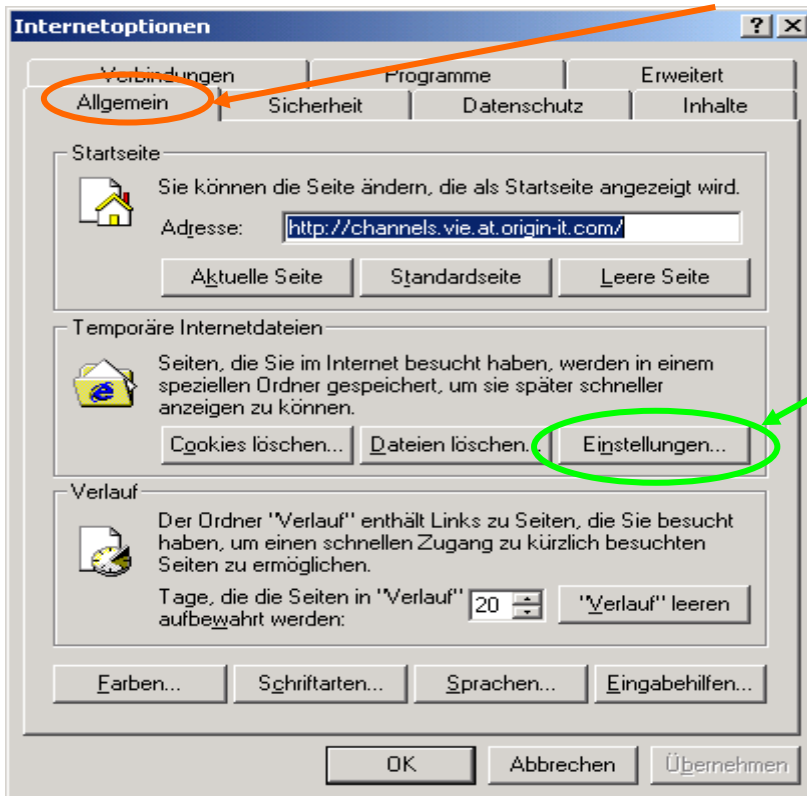 Internetoptionen
Verbindungen Programme Erweitert
Allgemein Sicherheit Datenschutz Inhalte
Startseite
Sie können die Seite ändern, die als Startseite angezeigt wird.
Adresse: http://channels.vie.at.origin-it.com/
Aktuelle Seite Standardseite Leere Seite
Temporäre Internetdateien
Seiten, die Sie im Internet besucht haben, werden in einem
speziellen Ordner gespeichert, um sie später schneller
anzeigen zu können.
Cookies löschen... Dateien löschen... Einstellungen...
Verlauf
Der Ordner "Verlauf" enthält Links zu Seiten, die Sie besucht
haben, um einen schnellen Zugang zu kürzlich besuchten
Seiten zu ermöglichen.
Tage, die die Seiten in "Verlauf" 20 "Verlauf" leeren
aufbewahrt werden:
Farben... Schriftarten... Sprachen... Eingabehilfen...
OK Abbrechen Übernehmen